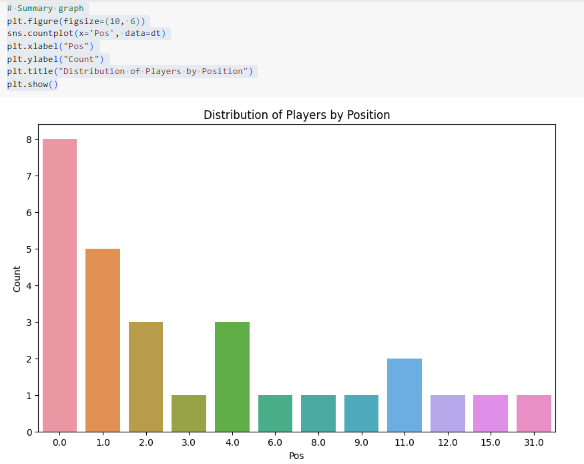 # Summary graph
plt.figure(figsize=(10, 6))
sns.countplot(x='Pos', data=dt)
plt.xlabel("Pos")
plt.ylabel("Count")
plt.title("Distribution of Players by Position")
plt.show()
Distribution of Players by Position
8
7
6
5
4
3
2
1
0
Count
0.0 1.0 2.0 3.0 4.0 6.0 8.0 9.0 11.0 12.0 15.0 31.0
Pos